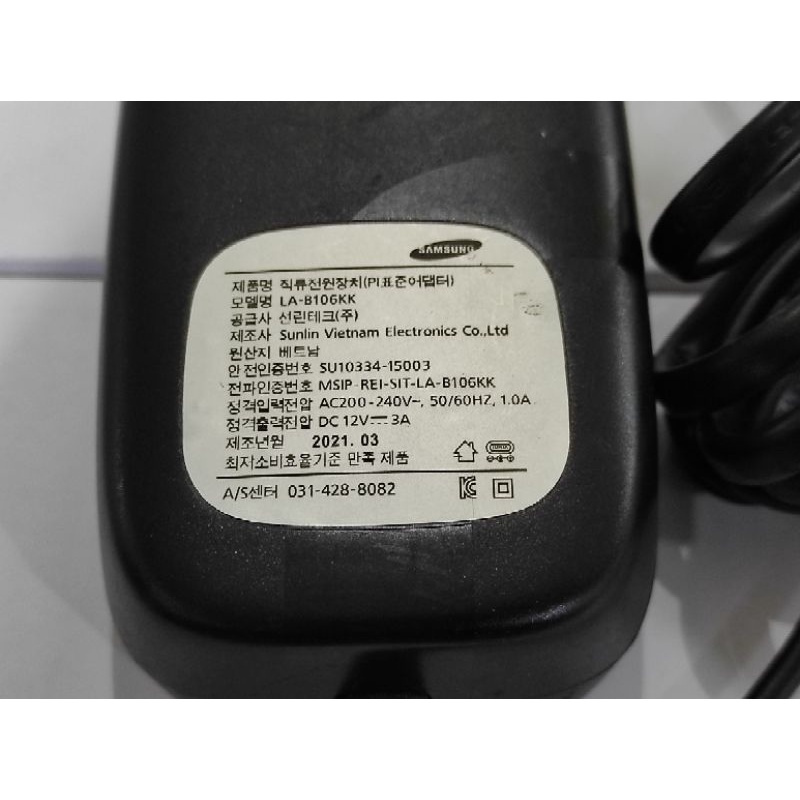 SAMSUNG
제품명 직류전원장치(PI표준어댑터)
모델명 LA-B106KK
공급사 선린테크(주)
제조사 Sunlin Vietnam Electronics Co.,Ltd
원산지 베트남
안전인증번호 SU10334-15003
전파인증번호 MSIP-REI-SIT-LA-B106KK
정격입력전압 AC200-240V~, 50/60HZ, 1.0A
정격출력전압 DC 12V⎓3A
제조년월 2021. 03
최저소비효율기준 만족 제품
A/S센터 031-428-8082